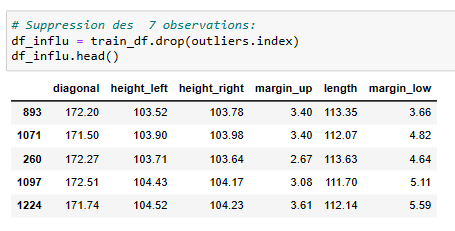 # Suppression des  7 observations:
df_influ = train_df.drop(outliers.index)
df_influ.head()
diagonal height_left height_right margin_up length margin_low
893 172.20 103.52 103.78 3.40 113.35 3.66
1071 171.50 103.90 103.98 3.40 112.07 4.82
260 172.27 103.71 103.64 2.67 113.63 4.64
1097 172.51 104.43 104.17 3.08 111.70 5.11
1224 171.74 104.52 104.23 3.61 112.14 5.59